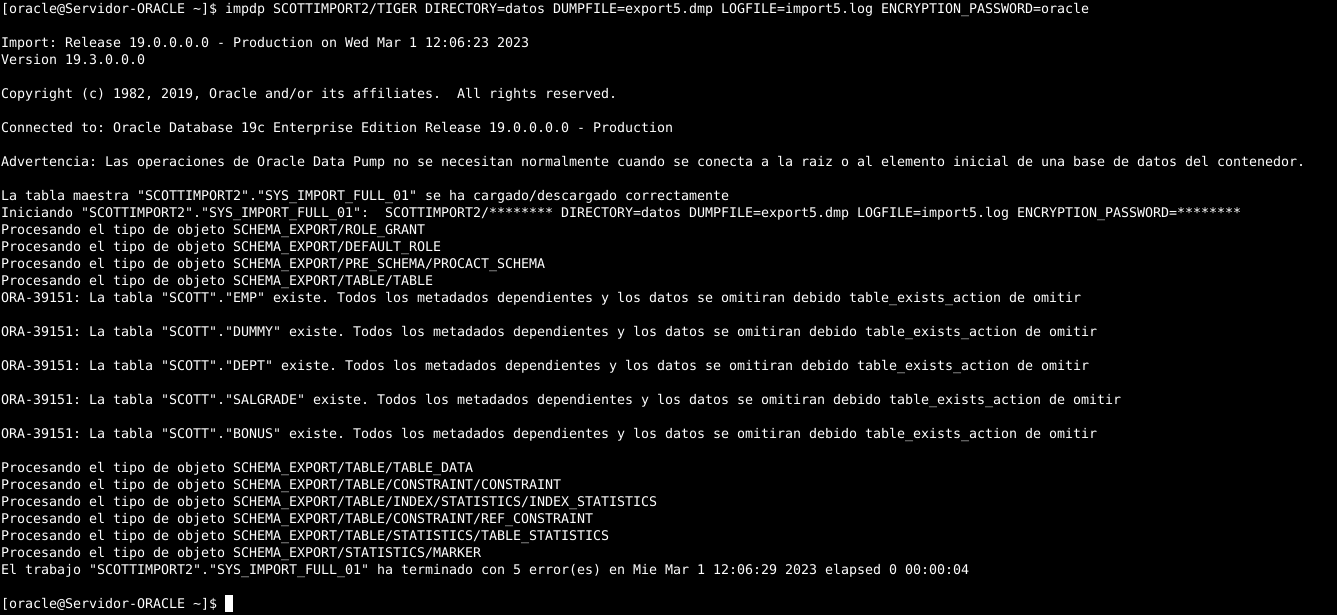 [oracle@Servidor-ORACLE ~]$ impdp SCOTTIMPORT2/TIGER DIRECTORY=datos DUMPFILE=export5.dmp LOGFILE=import5.log ENCRYPTION_PASSWORD=oracle
Import: Release 19.0.0.0.0 - Production on Wed Mar 1 12:06:23 2023
Version 19.3.0.0.0
Copyright (c) 1982, 2019, Oracle and/or its affiliates.  All rights reserved.
Connected to: Oracle Database 19c Enterprise Edition Release 19.0.0.0.0 - Production
Advertencia: Las operaciones de Oracle Data Pump no se necesitan normalmente cuando se conecta a la raiz o al elemento inicial de una base de datos del contenedor.
La tabla maestra "SCOTTIMPORT2"."SYS_IMPORT_FULL_01" se ha cargado/descargado correctamente
Iniciando "SCOTTIMPORT2"."SYS_IMPORT_FULL_01":  SCOTTIMPORT2/******** DIRECTORY=datos DUMPFILE=export5.dmp LOGFILE=import5.log ENCRYPTION_PASSWORD=********
Procesando el tipo de objeto SCHEMA_EXPORT/ROLE_GRANT
Procesando el tipo de objeto SCHEMA_EXPORT/DEFAULT_ROLE
Procesando el tipo de objeto SCHEMA_EXPORT/PRE_SCHEMA/PROCACT_SCHEMA
Procesando el tipo de objeto SCHEMA_EXPORT/TABLE/TABLE
ORA-39151: La tabla "SCOTT"."EMP" existe. Todos los metadados dependientes y los datos se omitiran debido table_exists_action de omitir
ORA-39151: La tabla "SCOTT"."DUMMY" existe. Todos los metadados dependientes y los datos se omitiran debido table_exists_action de omitir
ORA-39151: La tabla "SCOTT"."DEPT" existe. Todos los metadados dependientes y los datos se omitiran debido table_exists_action de omitir
ORA-39151: La tabla "SCOTT"."SALGRADE" existe. Todos los metadados dependientes y los datos se omitiran debido table_exists_action de omitir
ORA-39151: La tabla "SCOTT"."BONUS" existe. Todos los metadados dependientes y los datos se omitiran debido table_exists_action de omitir
Procesando el tipo de objeto SCHEMA_EXPORT/TABLE/TABLE_DATA
Procesando el tipo de objeto SCHEMA_EXPORT/TABLE/CONSTRAINT/CONSTRAINT
Procesando el tipo de objeto SCHEMA_EXPORT/TABLE/INDEX/STATISTICS/INDEX_STATISTICS
Procesando el tipo de objeto SCHEMA_EXPORT/TABLE/CONSTRAINT/REF_CONSTRAINT
Procesando el tipo de objeto SCHEMA_EXPORT/TABLE/STATISTICS/TABLE_STATISTICS
Procesando el tipo de objeto SCHEMA_EXPORT/STATISTICS/MARKER
El trabajo "SCOTTIMPORT2"."SYS_IMPORT_FULL_01" ha terminado con 5 error(es) en Mie Mar 1 12:06:29 2023 elapsed 0 00:00:04
[oracle@Servidor-ORACLE ~]$